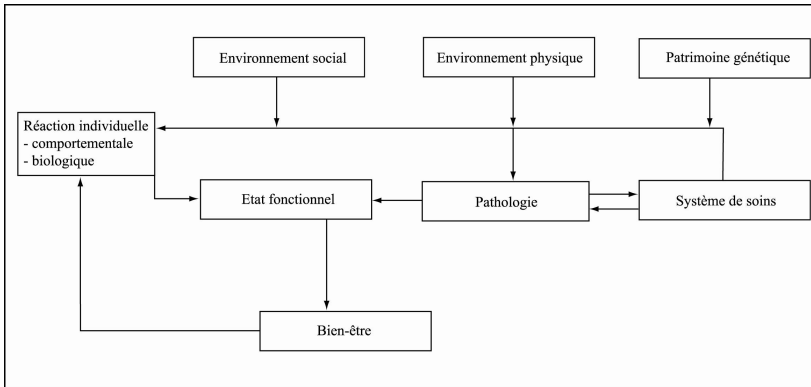 Environnement social
Environnement physique
Patrimoine génétique
Réaction individuelle
- comportementale
- biologique
Etat fonctionnel
Pathologie
Système de soins
Bien-être